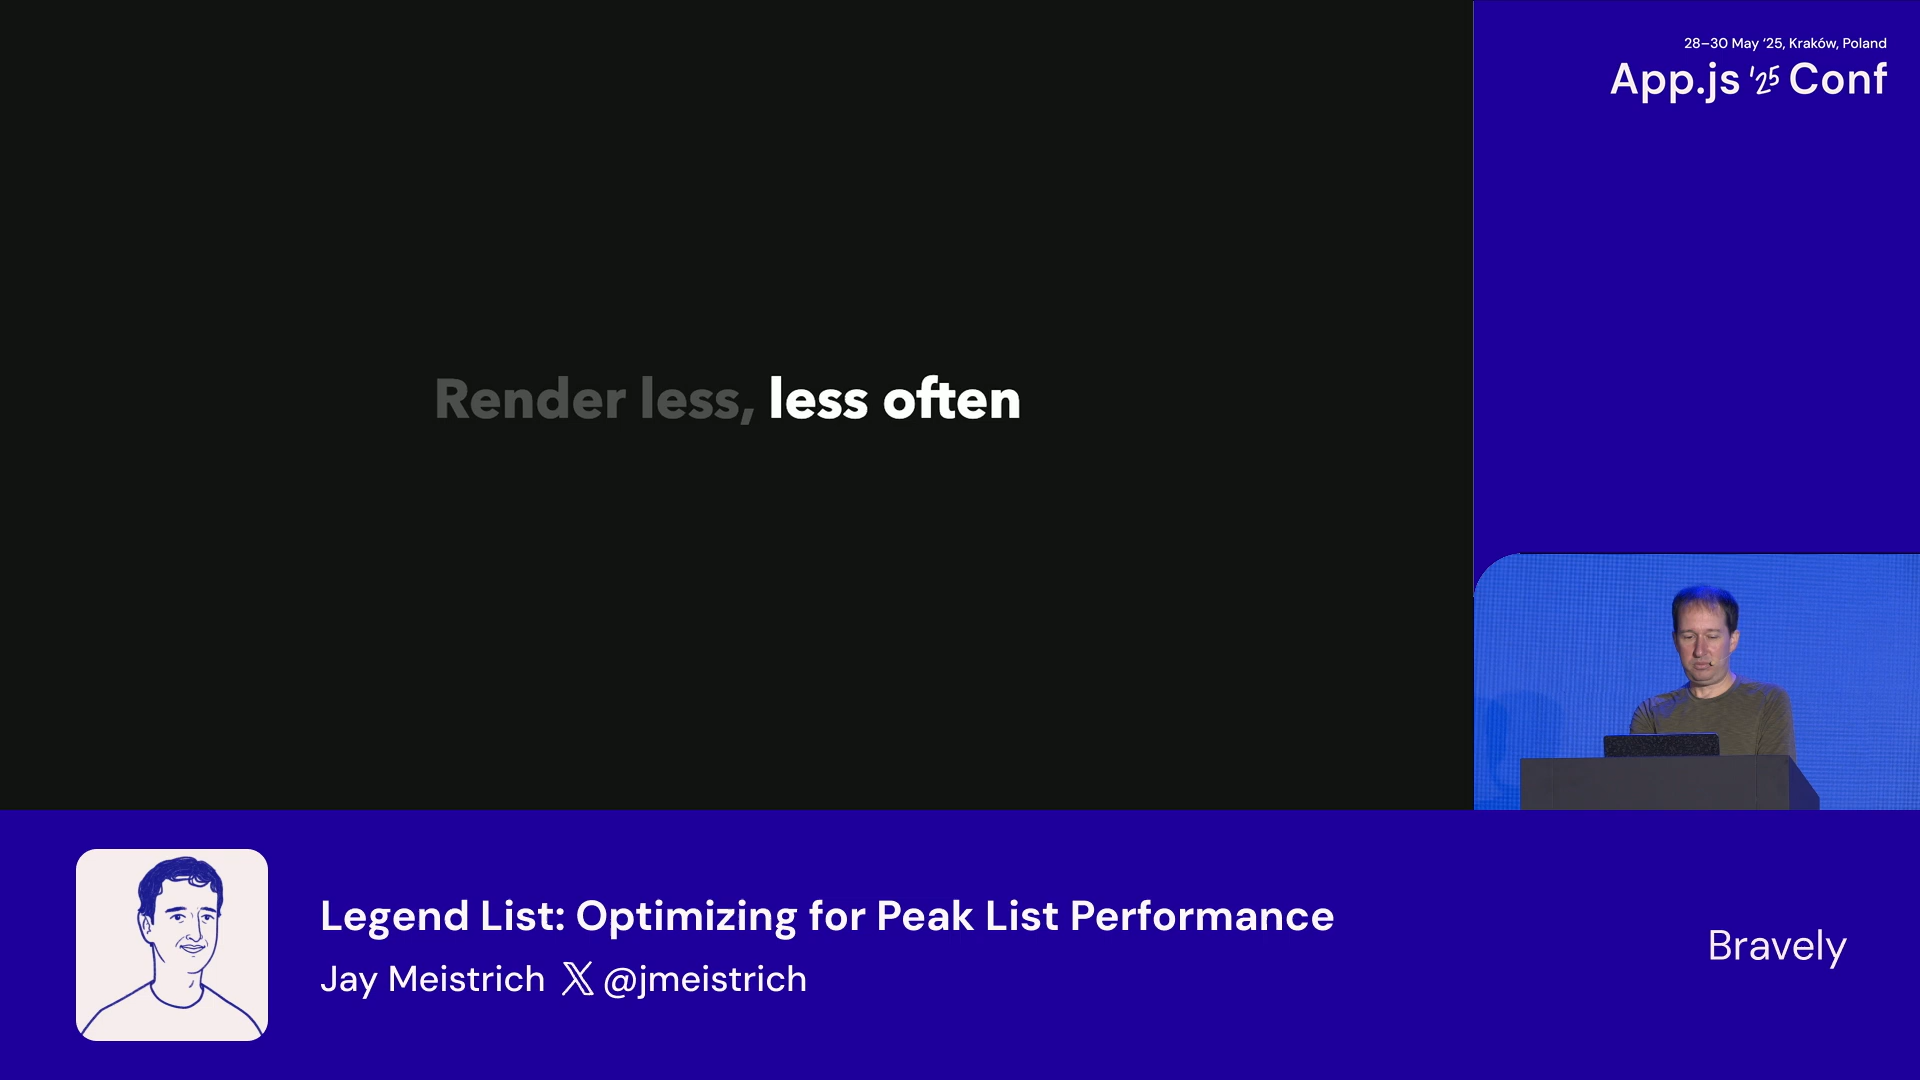 28–30 May '25, Kraków, Poland
App.js '25 Conf
Render less, less often
Legend List: Optimizing for Peak List Performance
Jay Meistrich 𝕏 @jmeistrich
Bravely